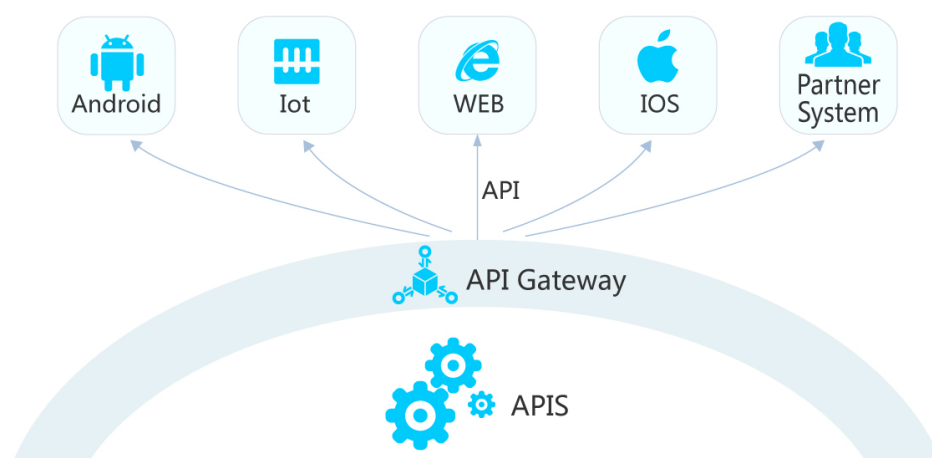 Android
Iot
WEB
IOS
Partner
System
API
API Gateway
APIS